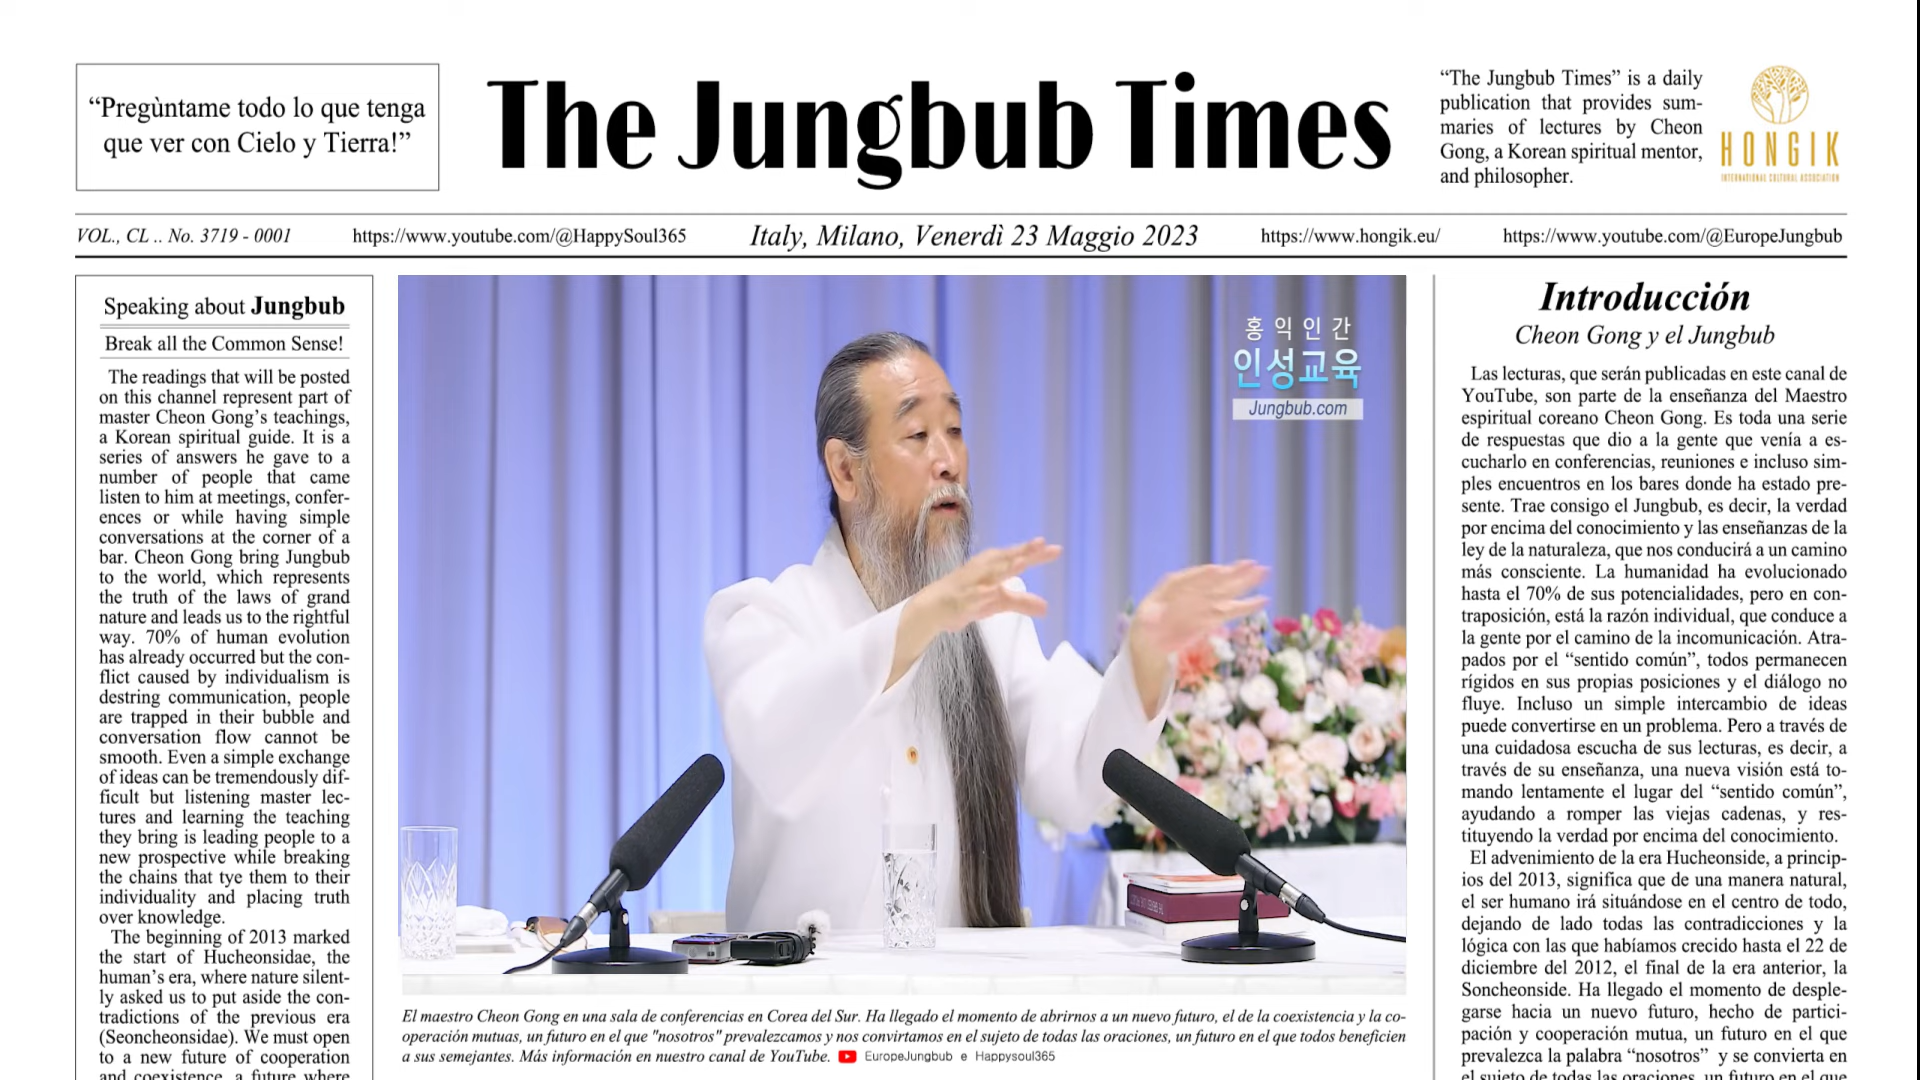 “Pregùntame todo lo que tenga
que ver con Cielo y Tierra!”
The Jungbub Times
“The Jungbub Times” is a daily
publication that provides sum-
maries of lectures by Cheon
Gong, a Korean spiritual mentor,
and philosopher.
HONGIK
INTERNATIONAL CULTURAL ASSOCIATION
VOL., CL .. No. 3719 - 0001
https://www.youtube.com/@HappySoul365
Italy, Milano, Venerdì 23 Maggio 2023
https://www.hongik.eu/
https://www.youtube.com/@EuropeJungbub
Speaking about Jungbub
Break all the Common Sense!
The readings that will be posted
on this channel represent part of
master Cheon Gong’s teachings,
a Korean spiritual guide. It is a
series of answers he gave to a
number of people that came
listen to him at meetings, confer-
ences or while having simple
conversations at the corner of a
bar. Cheon Gong bring Jungbub
to the world, which represents
the truth of the laws of grand
nature and leads us to the rightful
way. 70% of human evolution
has already occurred but the con-
flict caused by individualism is
destring communication, people
are trapped in their bubble and
conversation flow cannot be
smooth. Even a simple exchange
of ideas can be tremendously dif-
ficult but listening master lec-
tures and learning the teaching
they bring is leading people to a
new prospective while breaking
the chains that tye them to their
individuality and placing truth
over knowledge.
The beginning of 2013 marked
the start of Hucheonsidae, the
human’s era, where nature silent-
ly asked us to put aside the con-
tradictions of the previous era
(Seoncheonsidae). We must open
to a new future of cooperation
and coexistence, a future where
홍익인간
인성교육
Jungbub.com
El maestro Cheon Gong en una sala de conferencias en Corea del Sur. Ha llegado el momento de abrirnos a un nuevo futuro, el de la coexistencia y la co-
operación mutuas, un futuro en el que "nosotros" prevalezcamos y nos convirtamos en el sujeto de todas las oraciones, un futuro en el que todos beneficien
a sus semejantes. Más información en nuestro canal de YouTube. EuropeJungbub e Happysoul365
Introducción
Cheon Gong y el Jungbub
Las lecturas, que serán publicadas en este canal de
YouTube, son parte de la enseñanza del Maestro
espiritual coreano Cheon Gong. Es toda una serie
de respuestas que dio a la gente que venía a es-
cucharlo en conferencias, reuniones e incluso sim-
ples encuentros en los bares donde ha estado pre-
sente. Trae consigo el Jungbub, es decir, la verdad
por encima del conocimiento y las enseñanzas de la
ley de la naturaleza, que nos conducirá a un camino
más consciente. La humanidad ha evolucionado
hasta el 70% de sus potencialidades, pero en con-
traposición, está la razón individual, que conduce a
la gente por el camino de la incomunicación. Atra-
pados por el “sentido común”, todos permanecen
rígidos en sus propias posiciones y el diálogo no
fluye. Incluso un simple intercambio de ideas
puede convertirse en un problema. Pero a través de
una cuidadosa escucha de sus lecturas, es decir, a
través de su enseñanza, una nueva visión está to-
mando lentamente el lugar del “sentido común”,
ayudando a romper las viejas cadenas, y res-
tituyendo la verdad por encima del conocimiento.
El advenimiento de la era Hucheonside, a princip-
ios del 2013, significa que de una manera natural,
el ser humano irá situándose en el centro de todo,
dejando de lado todas las contradicciones y la
lógica con las que habíamos crecido hasta el 22 de
diciembre del 2012, el final de la era anterior, la
Soncheonside. Ha llegado el momento de desple-
garse hacia un nuevo futuro, hecho de partici-
pación y cooperación mutua, un futuro en el que
prevalezca la palabra “nosotros” y se convierta en
el sujeto de todas las oraciones, un futuro en el que